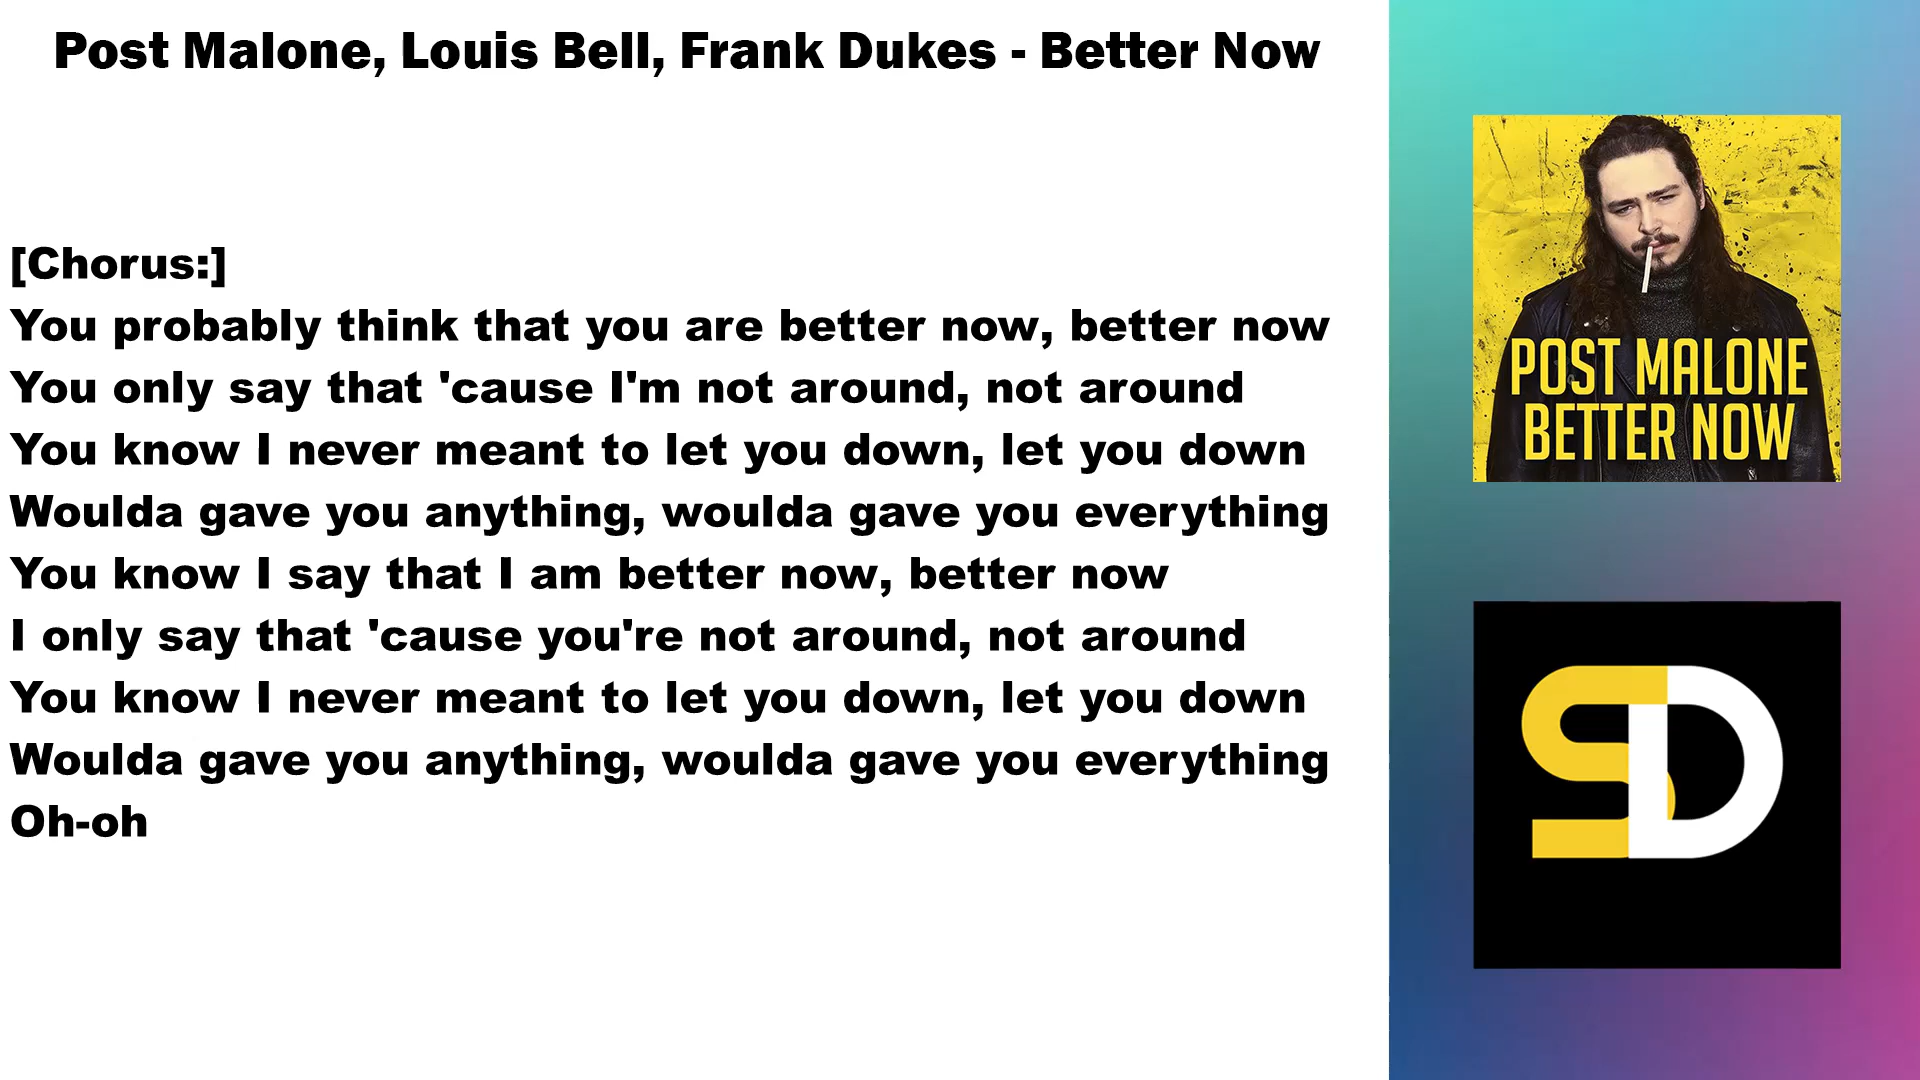 Post Malone, Louis Bell, Frank Dukes - Better Now
[Chorus:]
You probably think that you are better now, better now
You only say that 'cause I'm not around, not around
You know I never meant to let you down, let you down
Woulda gave you anything, woulda gave you everything
You know I say that I am better now, better now
I only say that 'cause you're not around, not around
You know I never meant to let you down, let you down
Woulda gave you anything, woulda gave you everything
Oh-oh
POST MALONE
BETTER NOW
SD